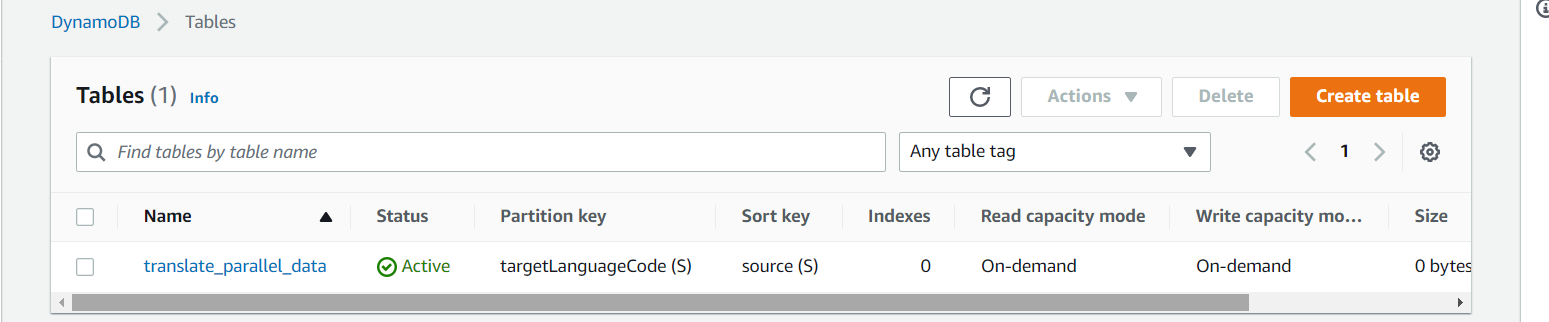 DynamoDB > Tables
Tables (1) Info Actions Delete Create table
Find tables by table name Any table tag 1
Name Status Partition key Sort key Indexes Read capacity mode Write capacity mo... Size
translate_parallel_data Active targetLanguageCode (S) source (S) 0 On-demand On-demand 0 bytes